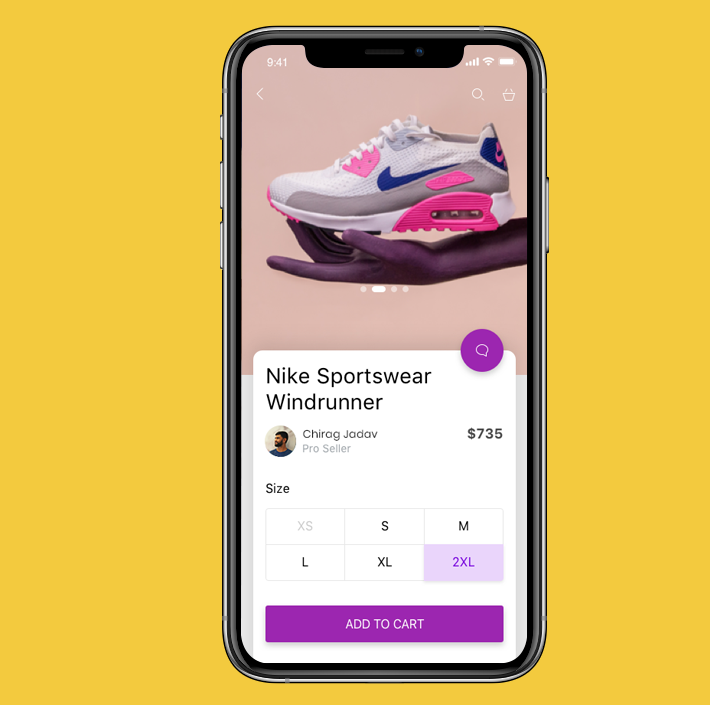 9:41
Nike Sportswear
Windrunner
Chirag Jadav
$735
Pro Seller
Size
XS
S
M
L
XL
2XL
ADD TO CART